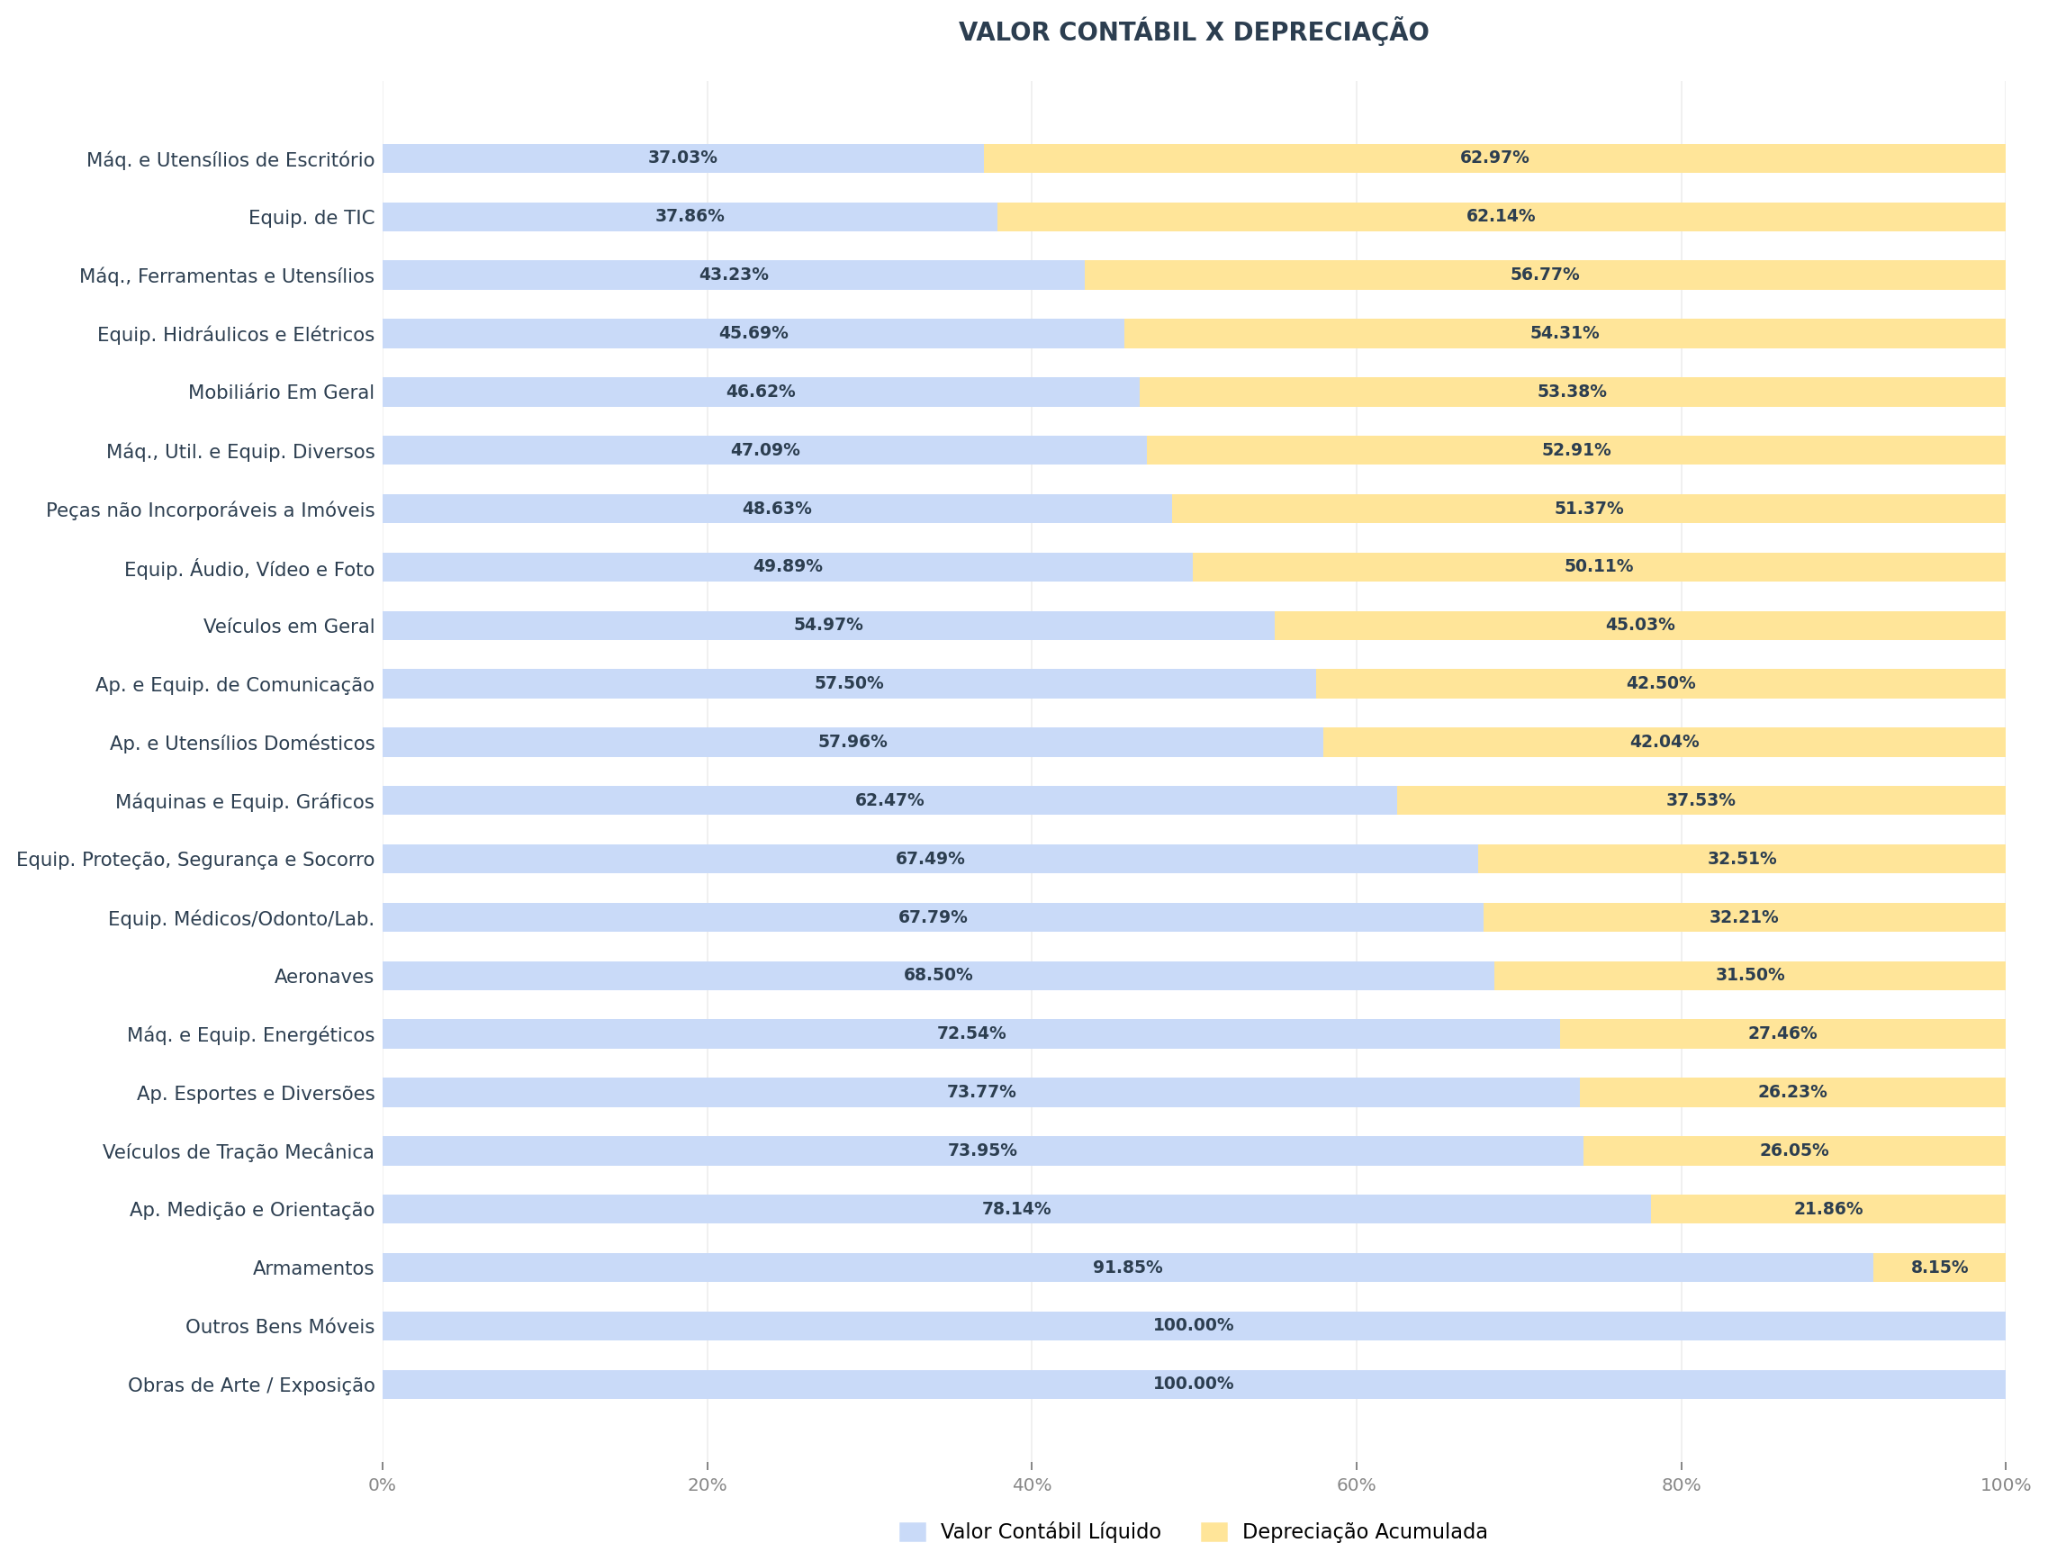 VALOR CONTÁBIL X DEPRECIAÇÃO
Máq. e Utensílios de Escritório 37.03% 62.97%
Equip. de TIC 37.86% 62.14%
Máq., Ferramentas e Utensílios 43.23% 56.77%
Equip. Hidráulicos e Elétricos 45.69% 54.31%
Mobiliário Em Geral 46.62% 53.38%
Máq., Util. e Equip. Diversos 47.09% 52.91%
Peças não Incorporáveis a Imóveis 48.63% 51.37%
Equip. Áudio, Vídeo e Foto 49.89% 50.11%
Veículos em Geral 54.97% 45.03%
Ap. e Equip. de Comunicação 57.50% 42.50%
Ap. e Utensílios Domésticos 57.96% 42.04%
Máquinas e Equip. Gráficos 62.47% 37.53%
Equip. Proteção, Segurança e Socorro 67.49% 32.51%
Equip. Médicos/Odonto/Lab. 67.79% 32.21%
Aeronaves 68.50% 31.50%
Máq. e Equip. Energéticos 72.54% 27.46%
Ap. Esportes e Diversões 73.77% 26.23%
Veículos de Tração Mecânica 73.95% 26.05%
Ap. Medição e Orientação 78.14% 21.86%
Armamentos 91.85% 8.15%
Outros Bens Móveis 100.00%
Obras de Arte / Exposição 100.00%
0% 20% 40% 60% 80% 100%
Valor Contábil Líquido Depreciação Acumulada